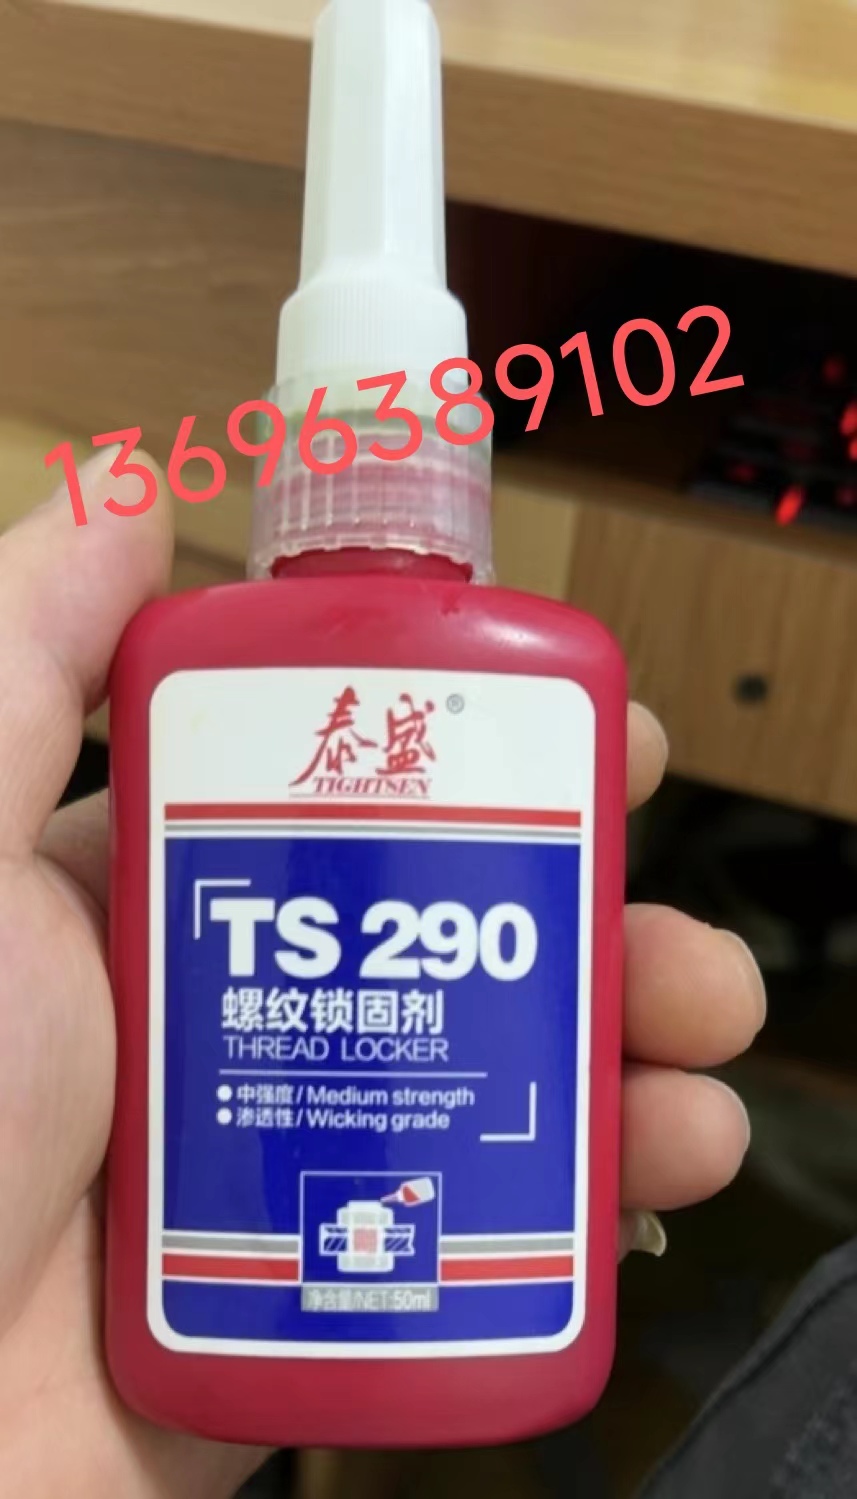 13696389102
泰盛®
TIGHTSEN
TS 290
螺纹锁固剂
THREAD LOCKER
●中强度/Medium strength
●渗透性/Wicking grade
净含量/NET:50ml